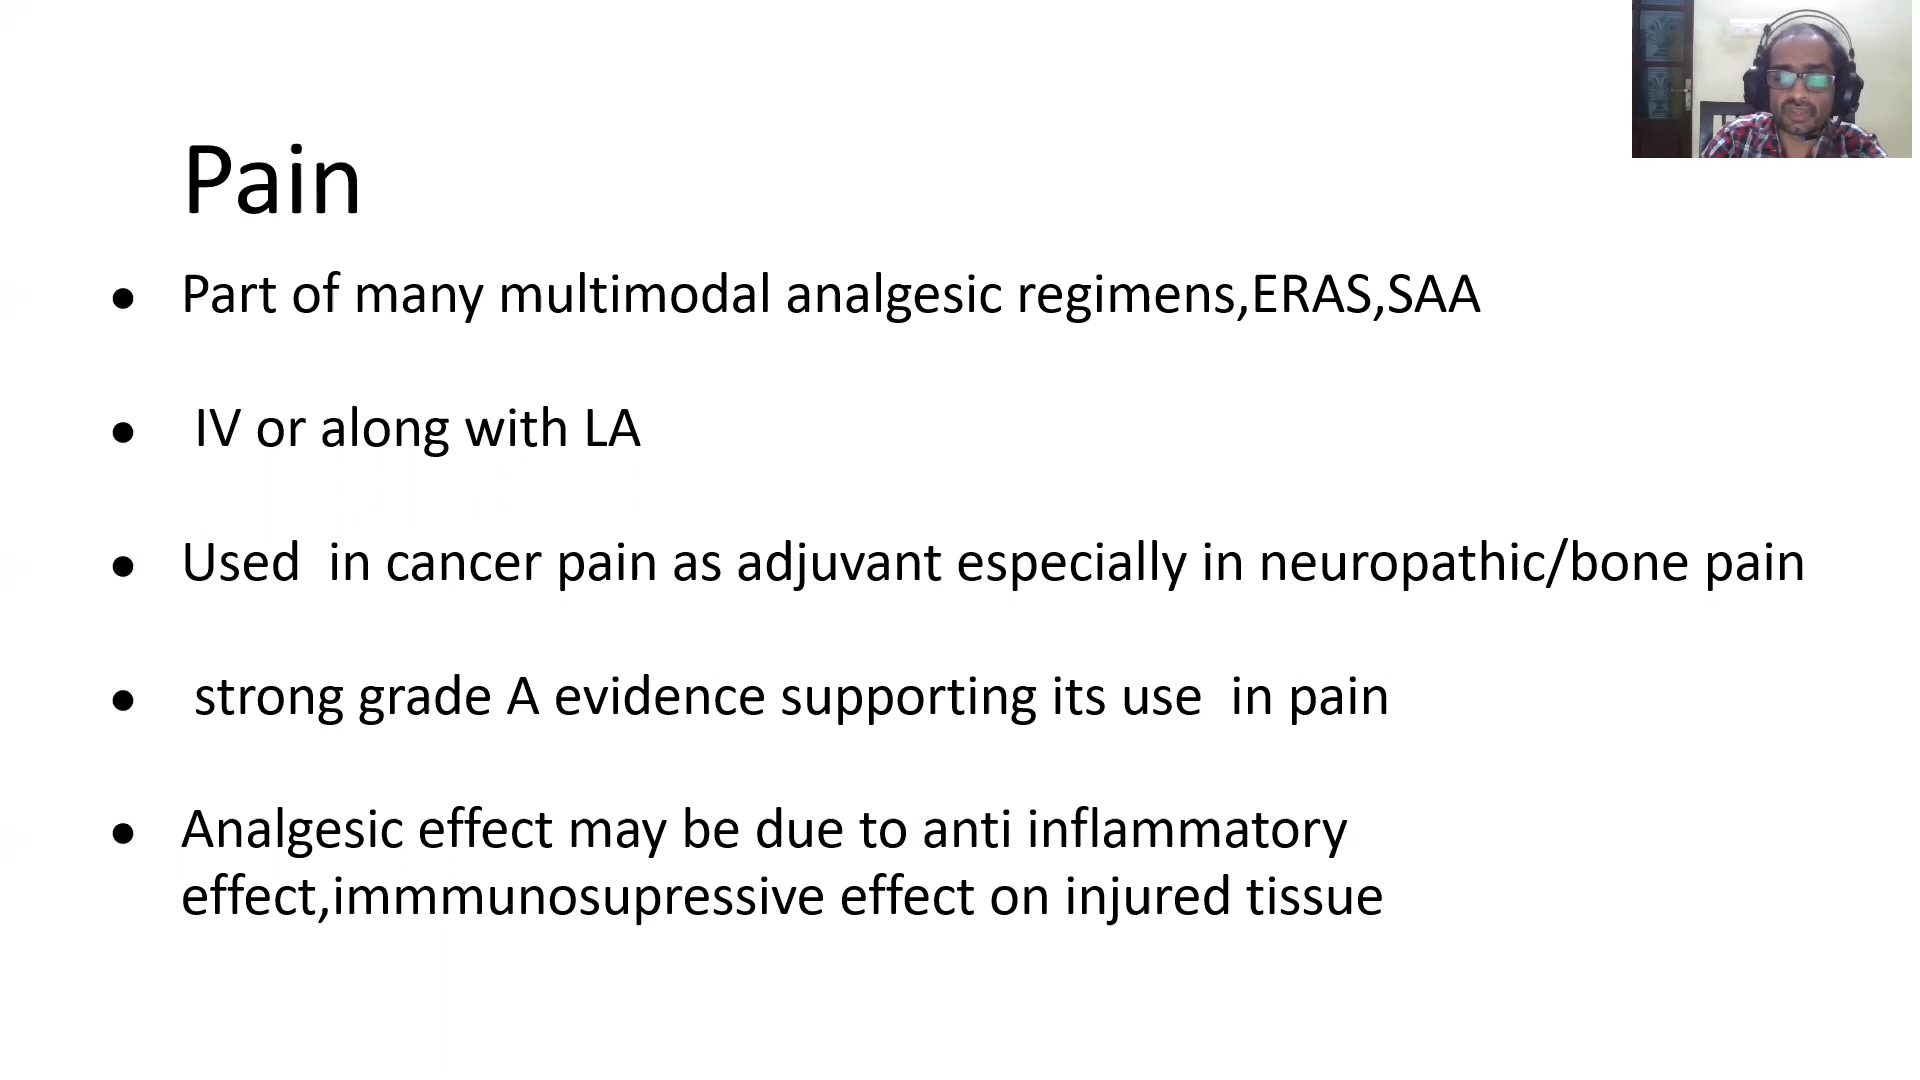 Pain
● Part of many multimodal analgesic regimens,ERAS,SAA
● IV or along with LA
● Used in cancer pain as adjuvant especially in neuropathic/bone pain
● strong grade A evidence supporting its use in pain
● Analgesic effect may be due to anti inflammatory
effect,immmunosupressive effect on injured tissue